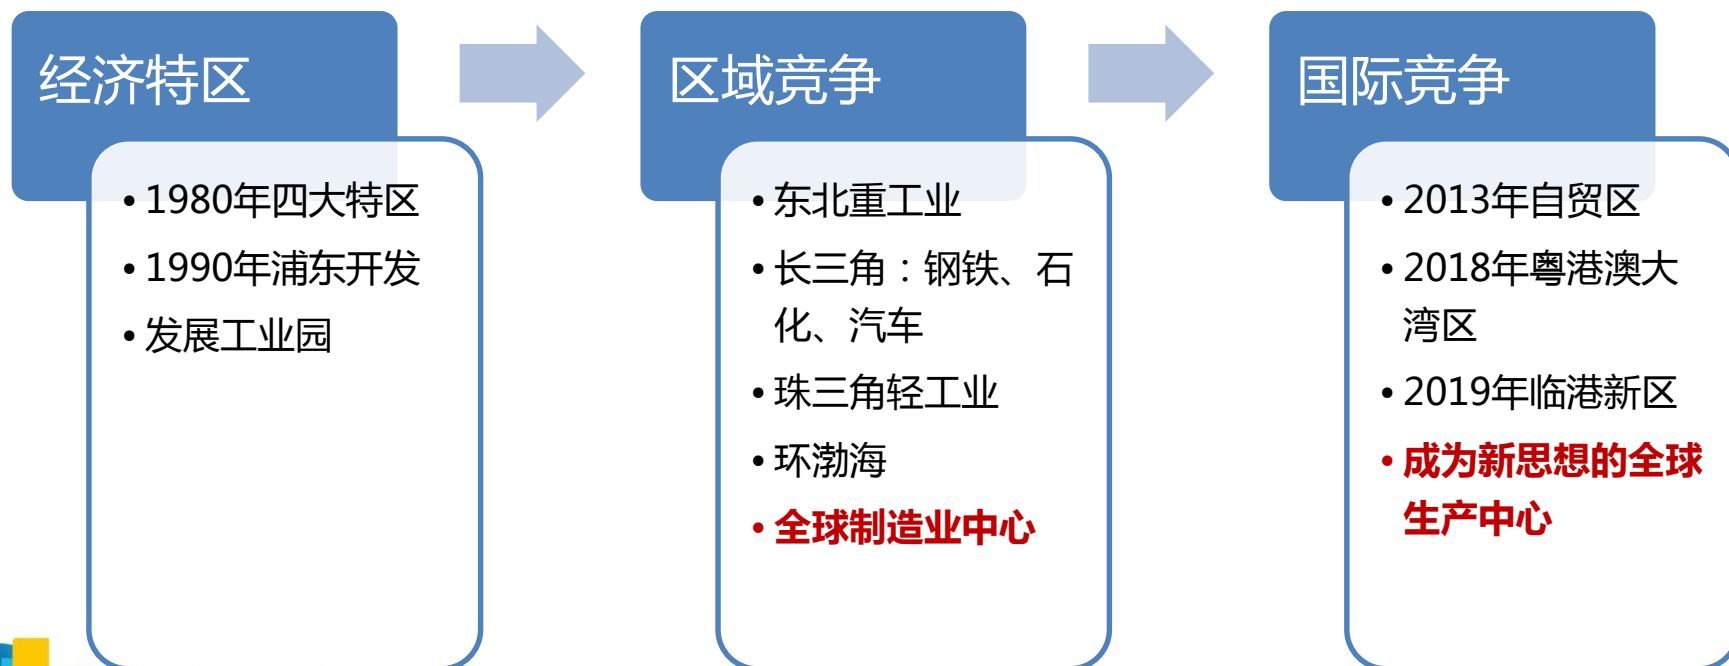 经济特区
• 1980年四大特区
• 1990年浦东开发
• 发展工业园
区域竞争
• 东北重工业
• 长三角：钢铁、石
化、汽车
• 珠三角轻工业
• 环渤海
• 全球制造业中心
国际竞争
• 2013年自贸区
• 2018年粤港澳大
湾区
• 2019年临港新区
• 成为新思想的全球
生产中心